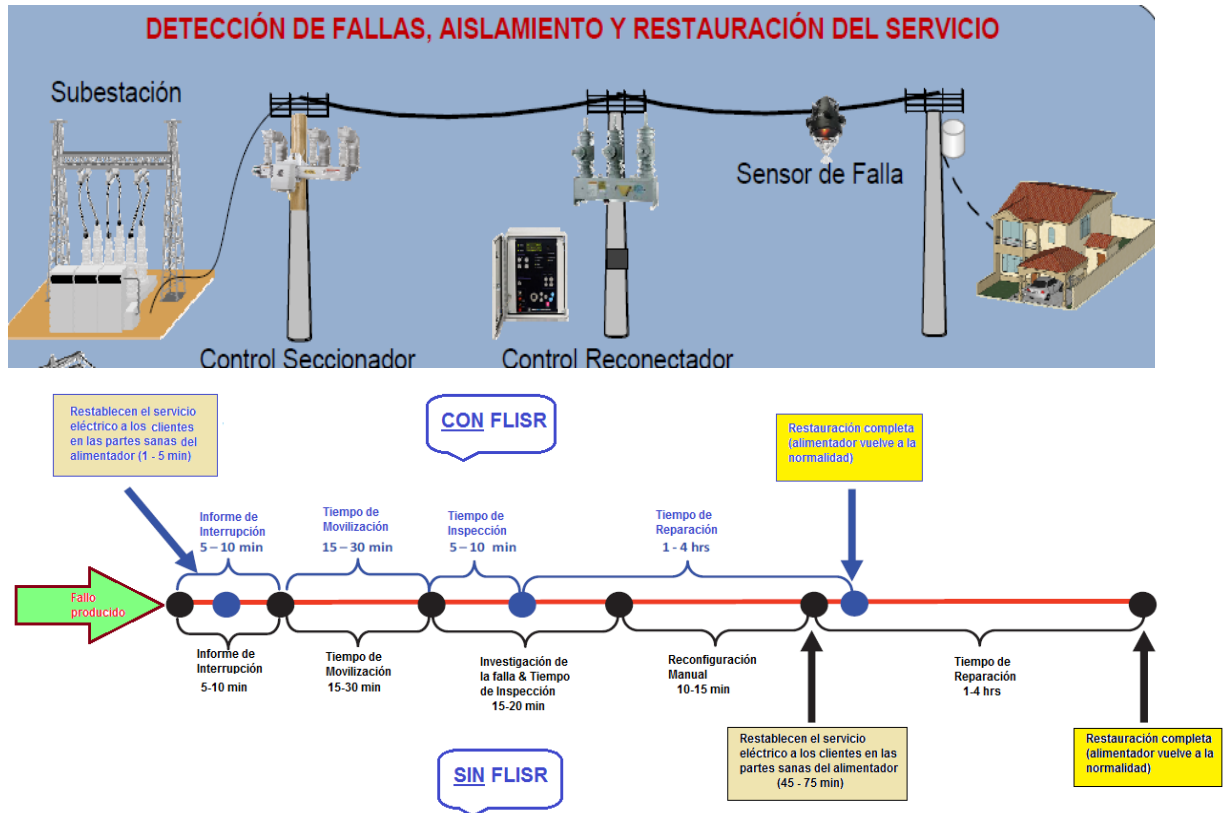 DETECCIÓN DE FALLAS, AISLAMIENTO Y RESTAURACIÓN DEL SERVICIO
Subestación
Sensor de Falla
Control Seccionador
Control Reconectador
Restablecen el servicio
eléctrico a los clientes
en las partes sanas del
alimentador (1 - 5 min)
CON FLISR
Restauración completa
(alimentador vuelve a la
normalidad)
Informe de
Interrupción
5 – 10 min
Tiempo de
Movilización
15 – 30 min
Tiempo de
Inspección
5 – 10 min
Tiempo de
Reparación
1 - 4 hrs
Fallo
producido
Informe de
Interrupción
5-10 min
Tiempo de
Movilización
15-30 min
Investigación de
la falla & Tiempo
de Inspección
15-20 min
Reconfiguración
Manual
10-15 min
Tiempo de
Reparación
1-4 hrs
SIN FLISR
Restablecen el servicio
eléctrico a los clientes en las
partes sanas del alimentador
(45 - 75 min)
Restauración completa
(alimentador vuelve a la
normalidad)